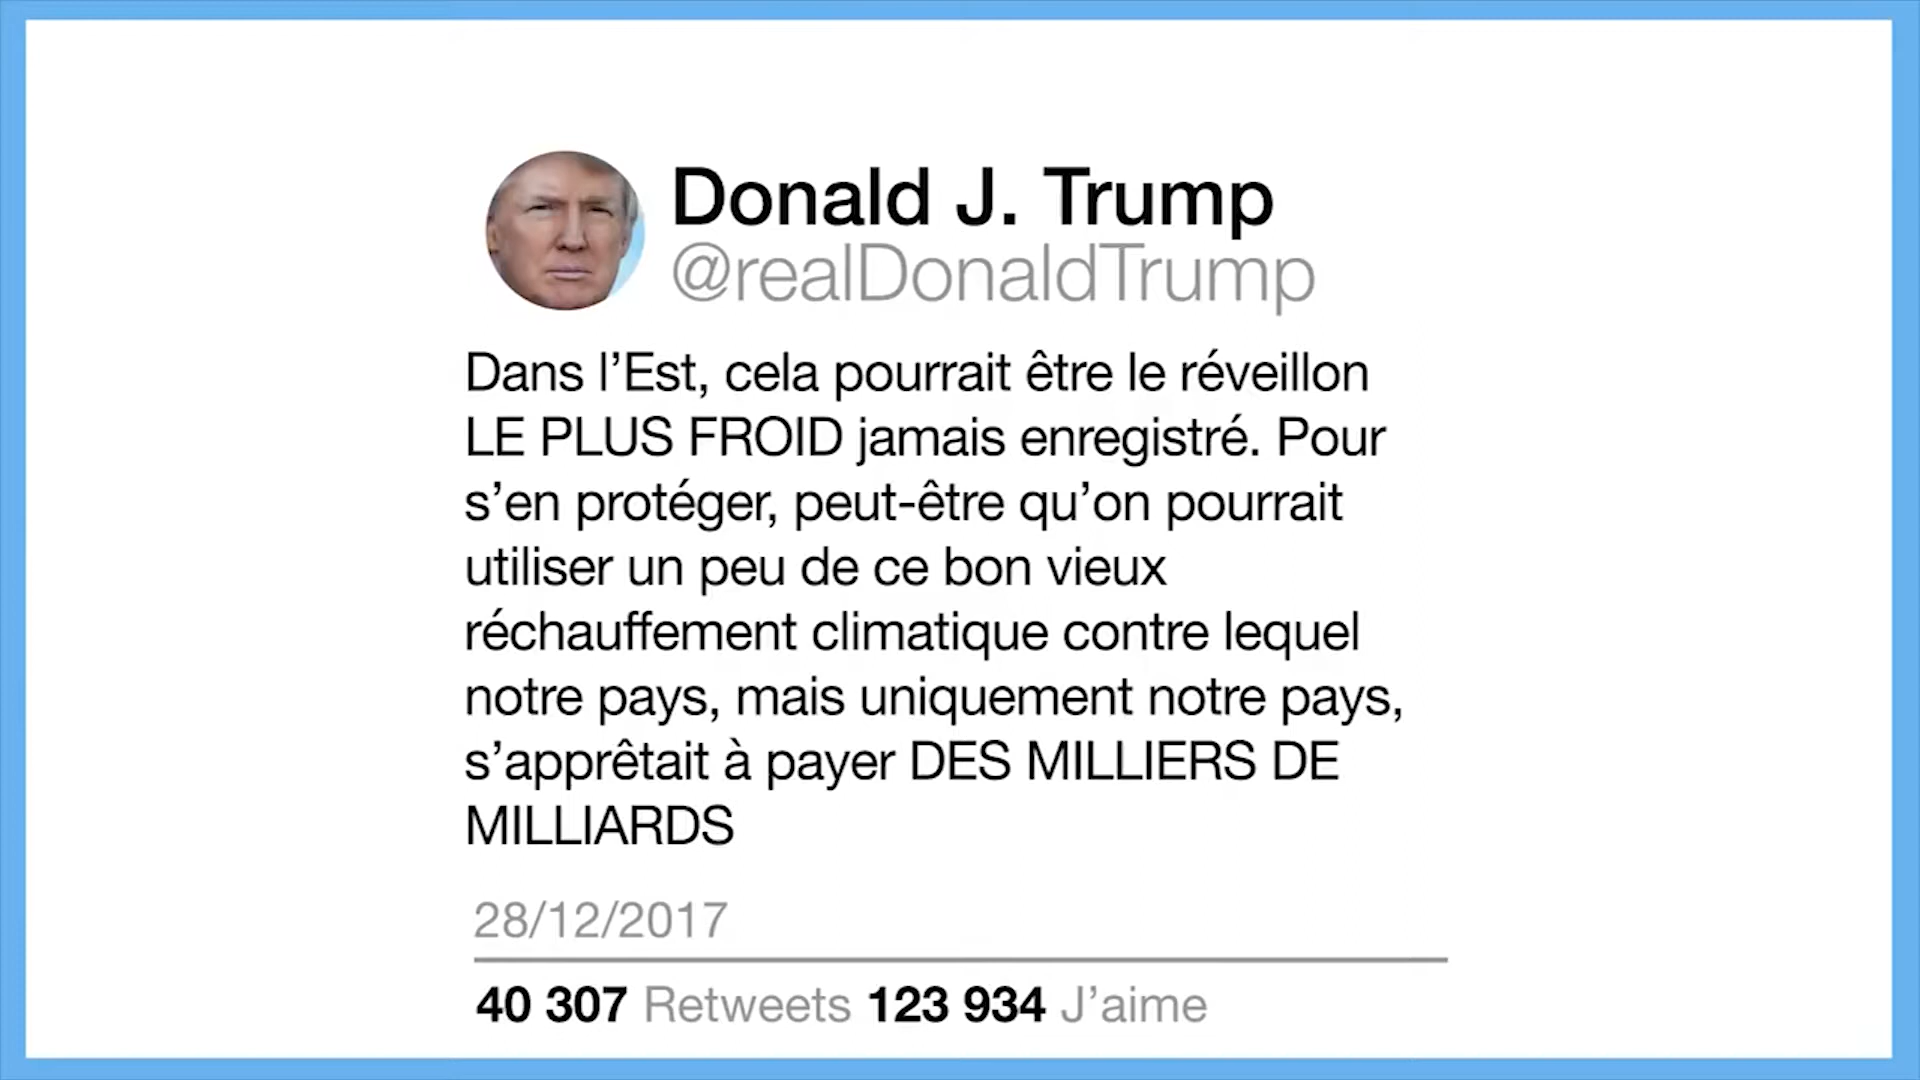 Donald J. Trump
@realDonaldTrump
Dans l’Est, cela pourrait être le réveillon
LE PLUS FROID jamais enregistré. Pour
s’en protéger, peut-être qu’on pourrait
utiliser un peu de ce bon vieux
réchauffement climatique contre lequel
notre pays, mais uniquement notre pays,
s’apprêtait à payer DES MILLIERS DE
MILLIARDS
28/12/2017
40 307 Retweets 123 934 J’aime